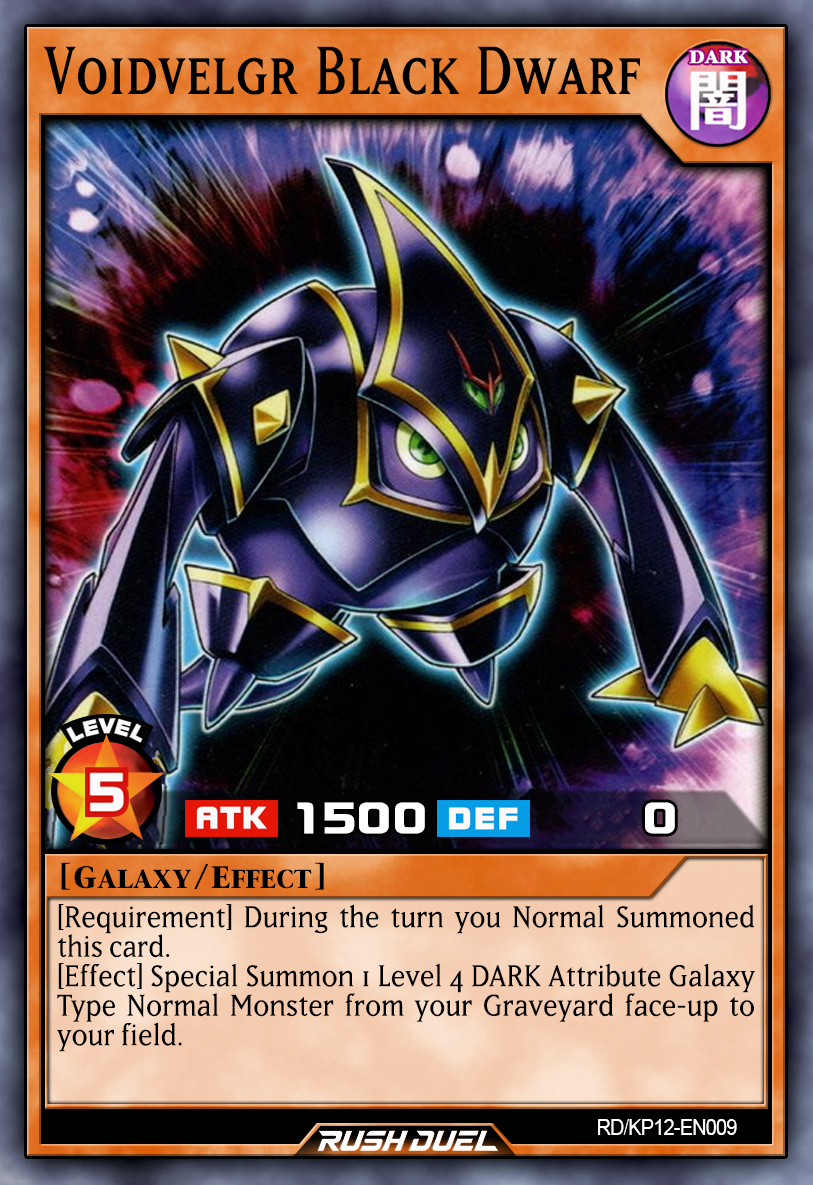 Voidvelgr Black Dwarf
DARK
闇
LEVEL
5
ATK 1500 DEF 0
[Galaxy/Effect]
[Requirement] During the turn you Normal Summoned
this card.
[Effect] Special Summon 1 Level 4 DARK Attribute Galaxy
Type Normal Monster from your Graveyard face-up to
your field.
RUSH DUEL
RD/KP12-EN009